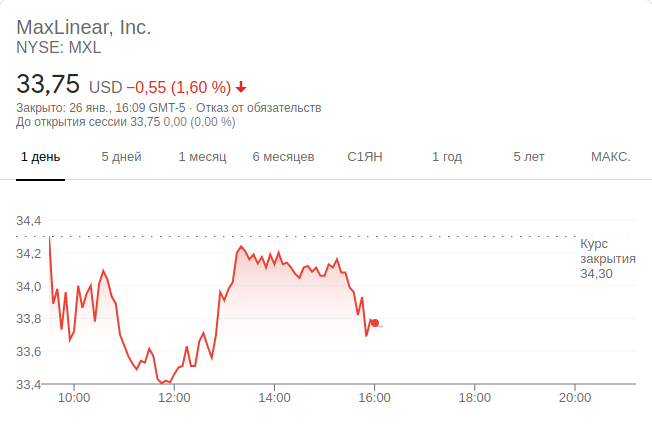 MaxLinear, Inc.
NYSE: MXL
33,75 USD −0,55 (1,60 %)
Закрыто: 26 янв., 16:09 GMT-5 · Отказ от обязательств
До открытия сессии 33,75 0,00 (0,00 %)
1 день 5 дней 1 месяц 6 месяцев С1ЯН 1 год 5 лет МАКС.
34,4
34,2
34,0
33,8
33,6
33,4
Курс
закрытия
34,30
10:00 12:00 14:00 16:00 18:00 20:00